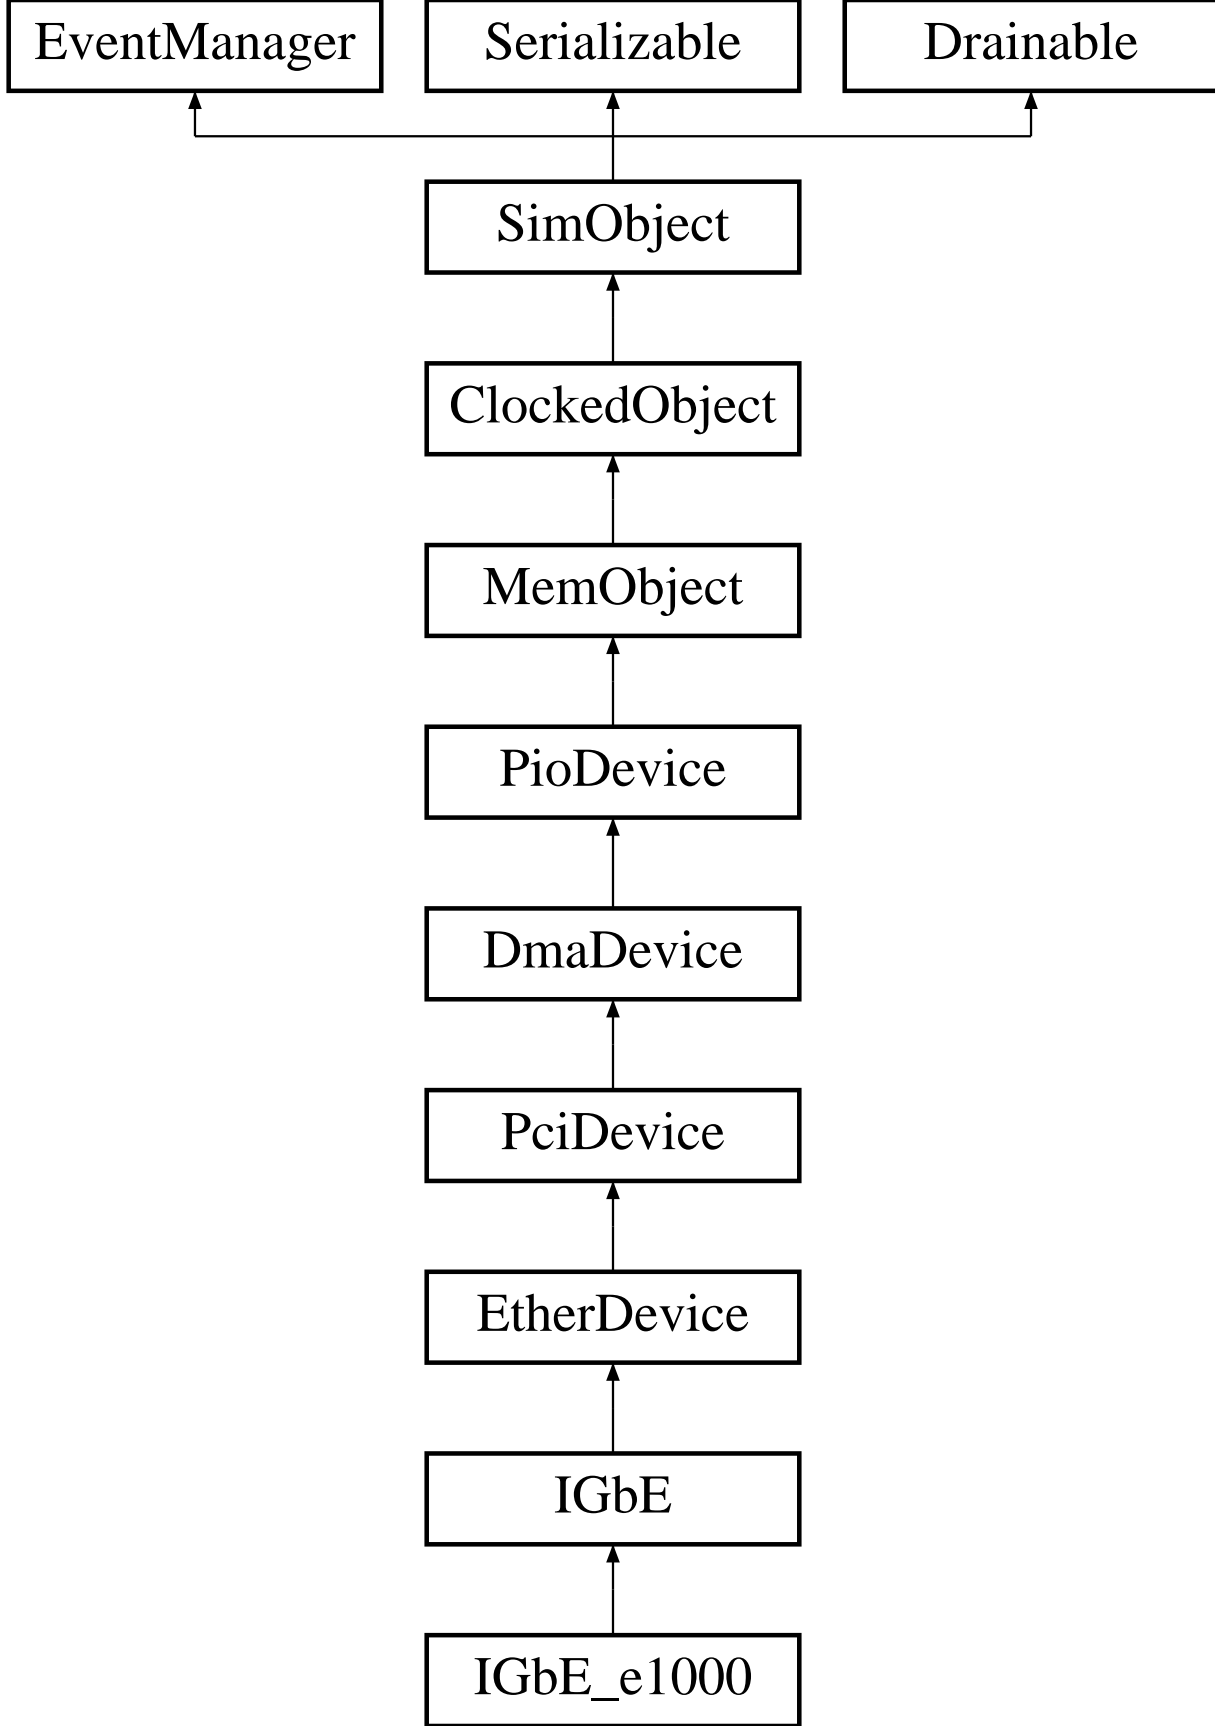 EventManager
Serializable
Drainable
SimObject
ClockedObject
MemObject
PioDevice
DmaDevice
PciDevice
EtherDevice
IGbE
IGbE_e1000